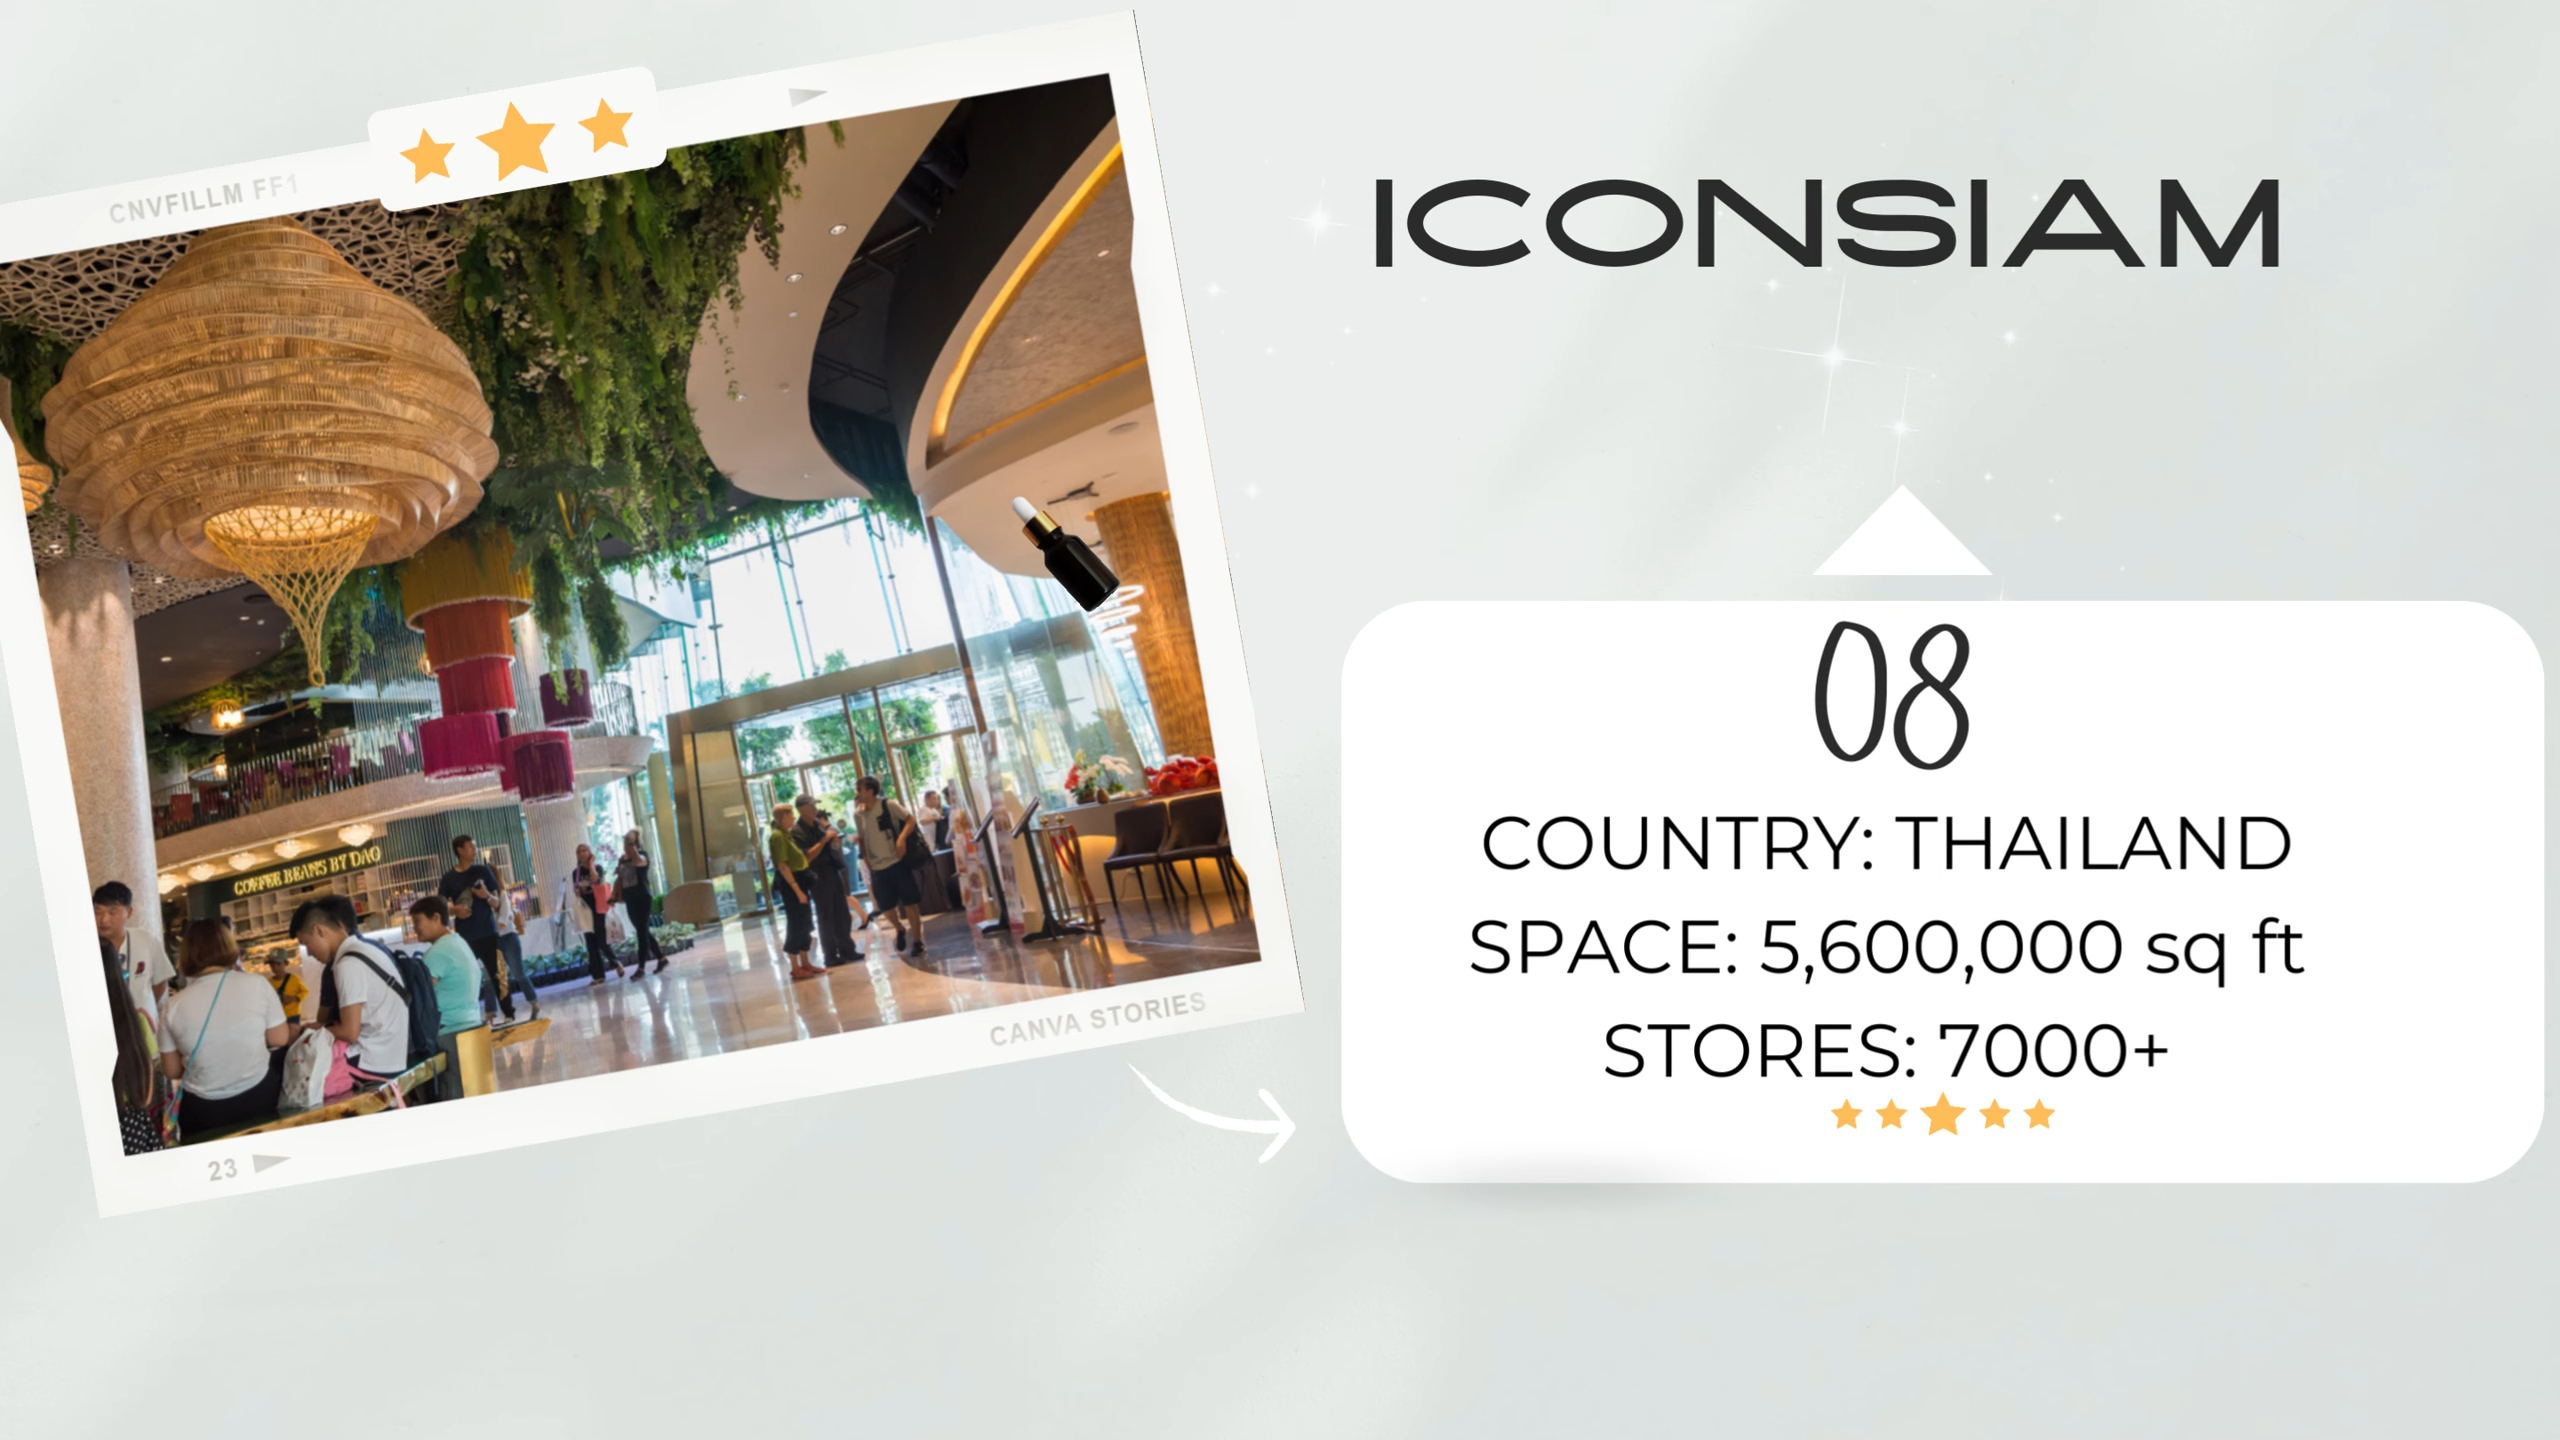 CNVFILLM FF1
ICONSIAM
08
COUNTRY: THAILAND
SPACE: 5,600,000 sq ft
STORES: 7000+
COFFEE BEANS BY DAO
CANVA STORIES
23